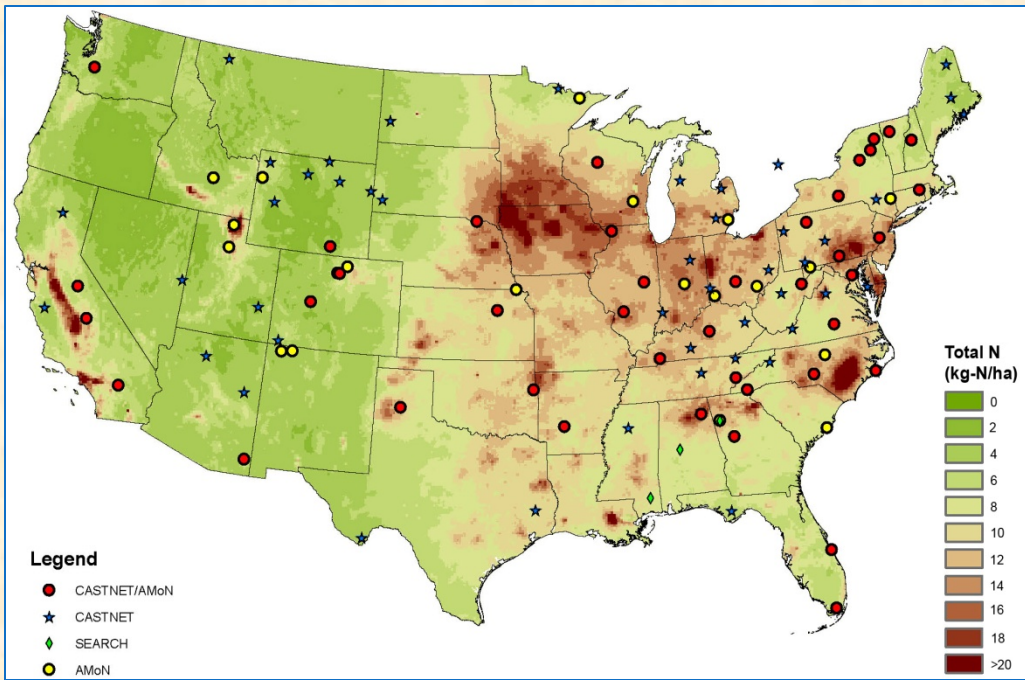 Total N
(kg-N/ha)
0
2
4
6
8
10
12
14
16
18
>20
Legend
CASTNET/AMoN
CASTNET
SEARCH
AMoN